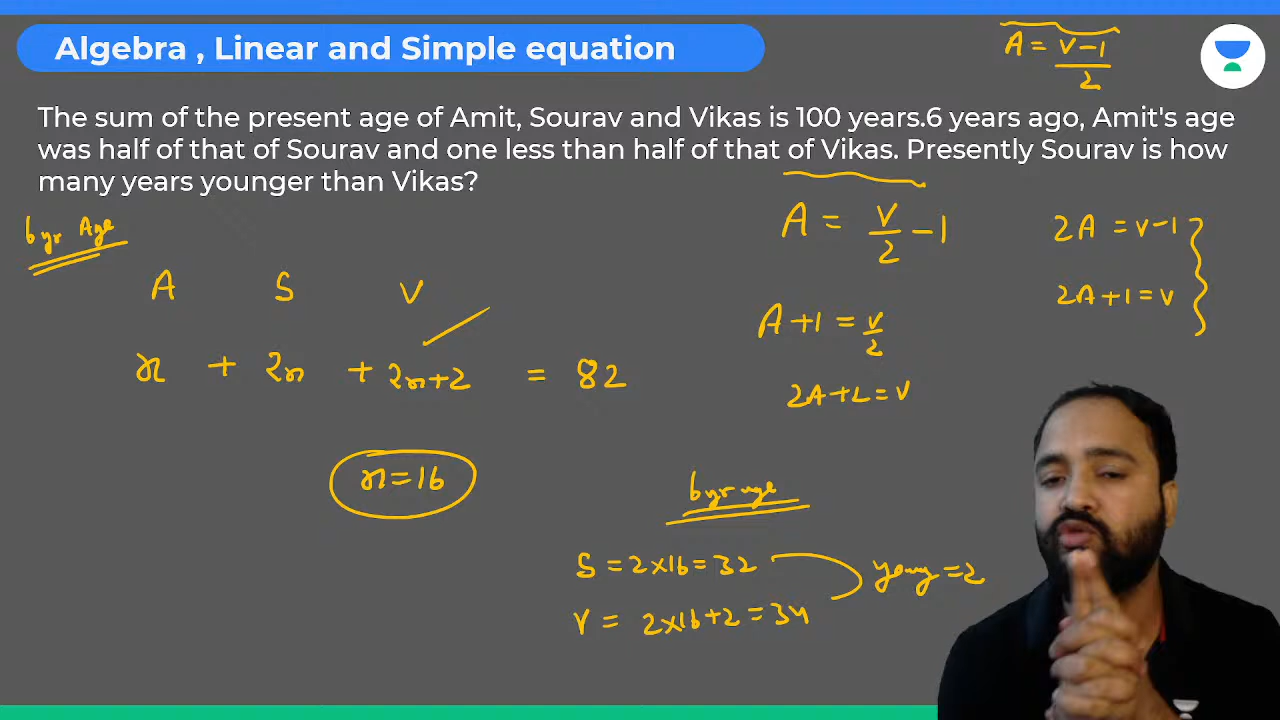 Algebra , Linear and Simple equation
A = v-1/2
The sum of the present age of Amit, Sourav and Vikas is 100 years.6 years ago, Amit's age
was half of that of Sourav and one less than half of that of Vikas. Presently Sourav is how
many years younger than Vikas?
6yr Age
A S V
x + 2x + 2x+2 = 82
x=16
A = v/2 - 1
A+1 = v/2
2A+2=v
2A = v-1
2A+1=v
6yr age
S = 2x16 = 32
V = 2x16+2 = 34
young =2